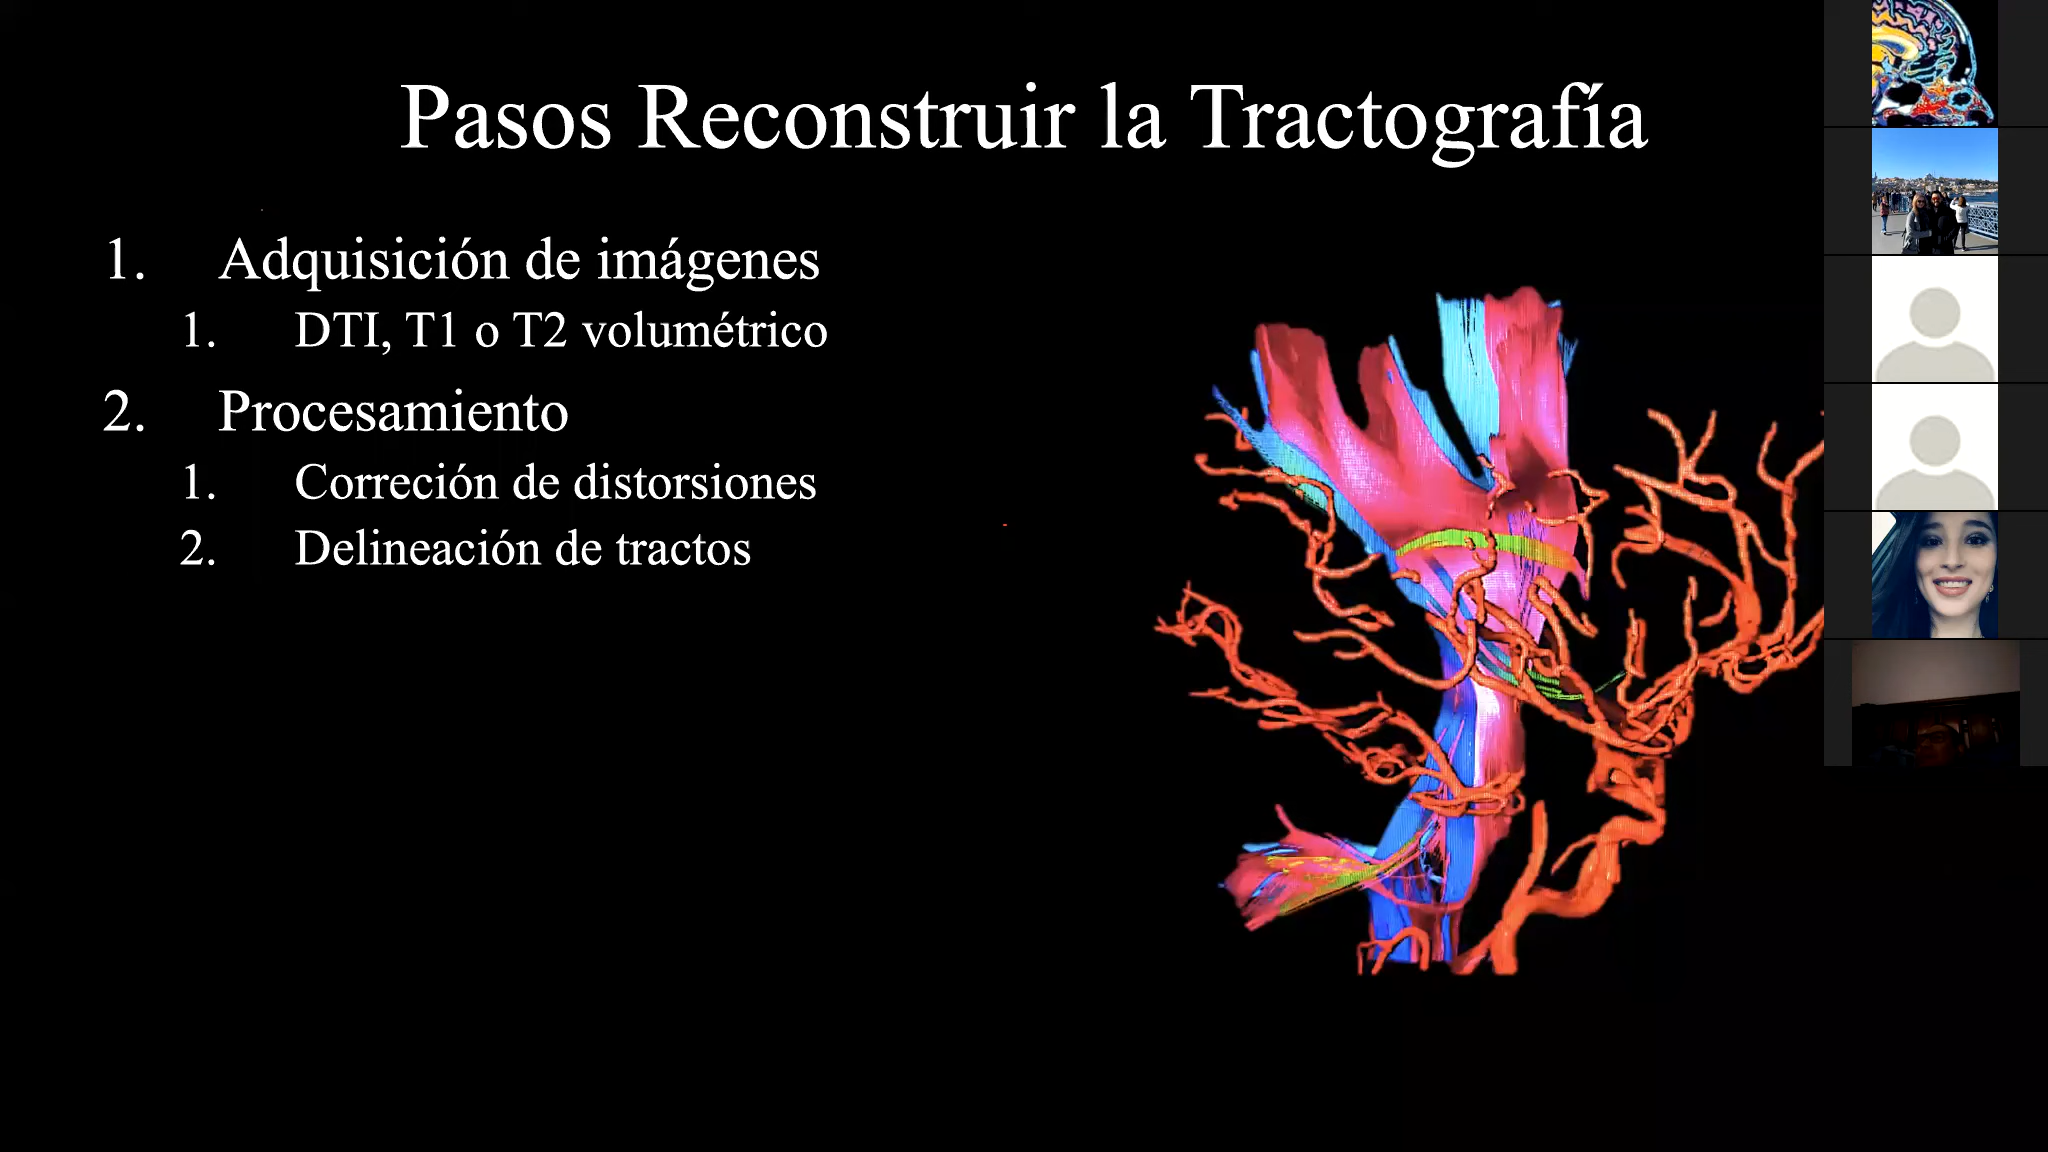 Pasos Reconstruir la Tractografía
1. Adquisición de imágenes
1. DTI, T1 o T2 volumétrico
2. Procesamiento
1. Correción de distorsiones
2. Delineación de tractos